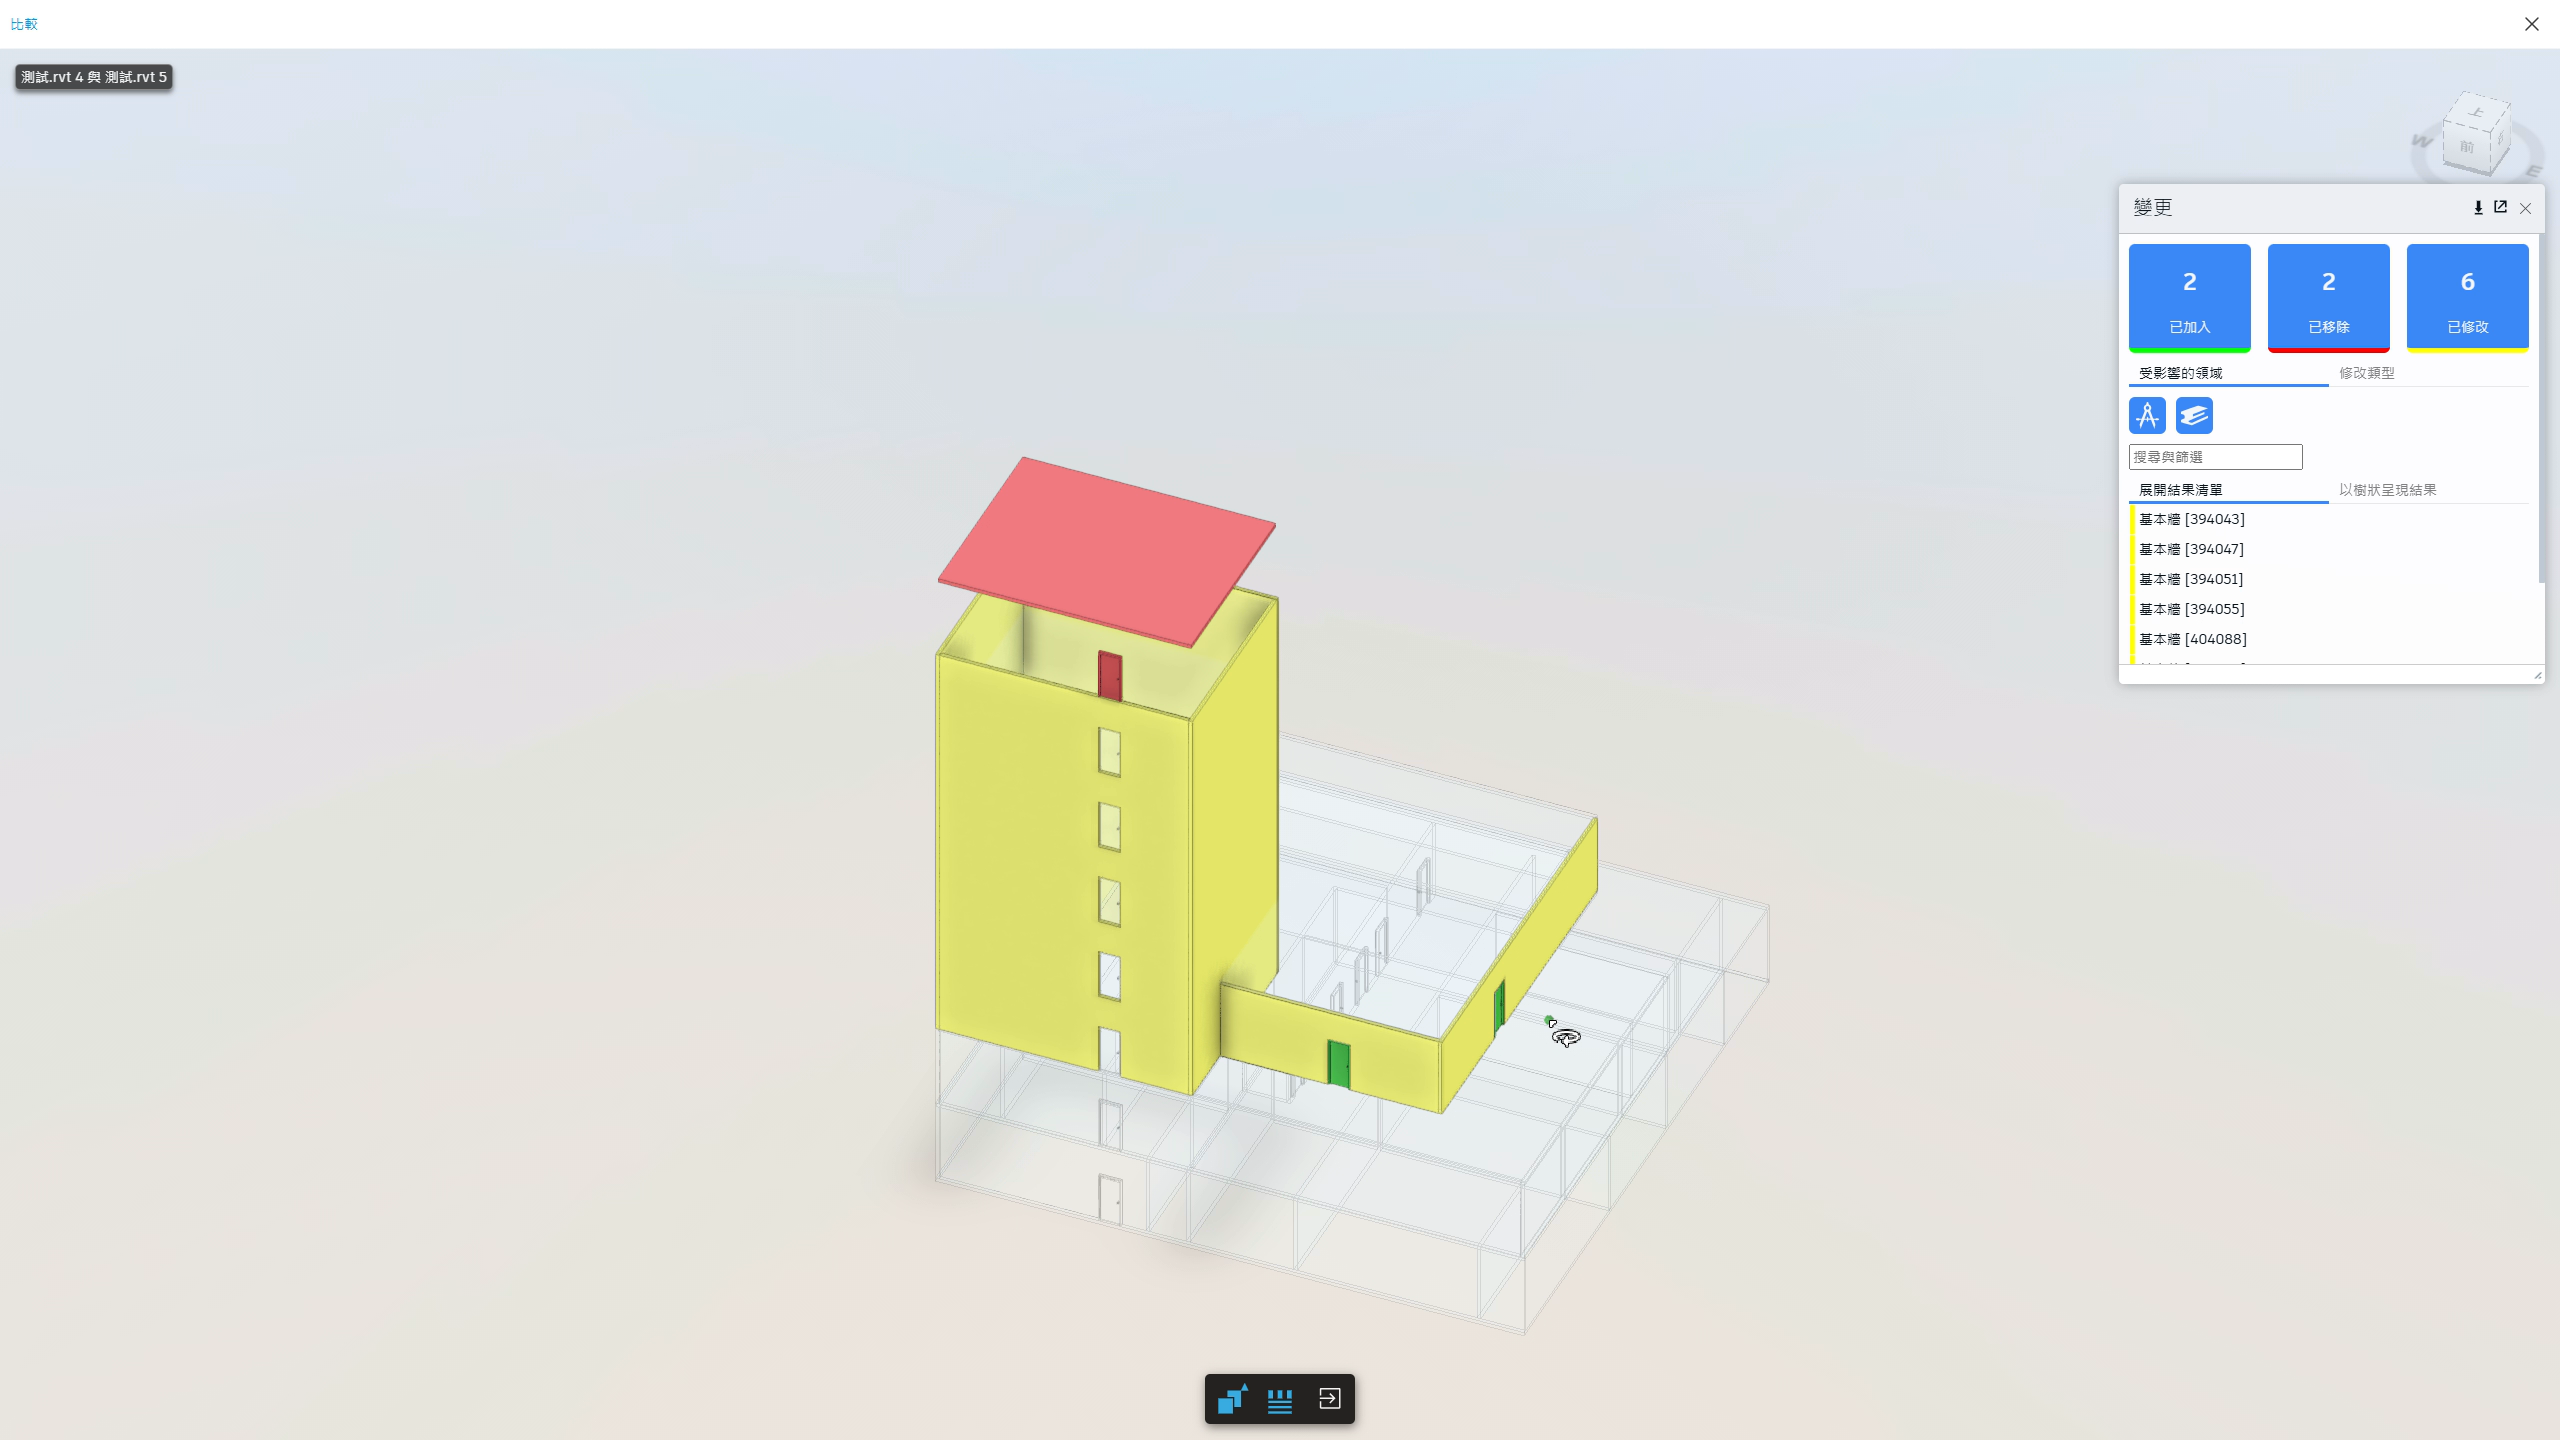 比較
測試.rvt 4 與 測試.rvt 5
上
前
W
E
變更
2
已加入
2
已移除
6
已修改
受影響的領域
修改類型
搜尋與篩選
展開結果清單
以樹狀呈現結果
基本牆 [394043]
基本牆 [394047]
基本牆 [394051]
基本牆 [394055]
基本牆 [404088]